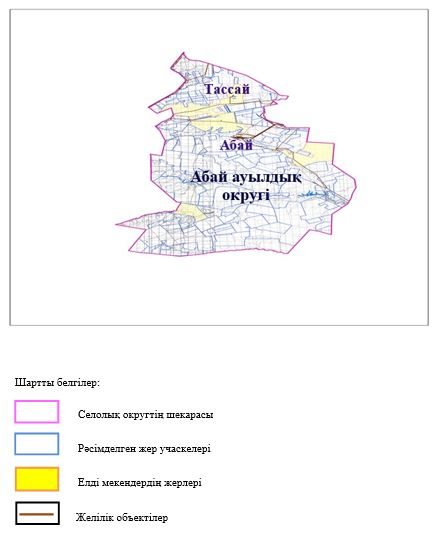 Тассай
Абай
Абай ауылдық
округі
Шартты белгілер:
Селолық округтің шекарасы
Рәсімделген жер учаскелері
Елді мекендердің жерлері
Желілік объектілер